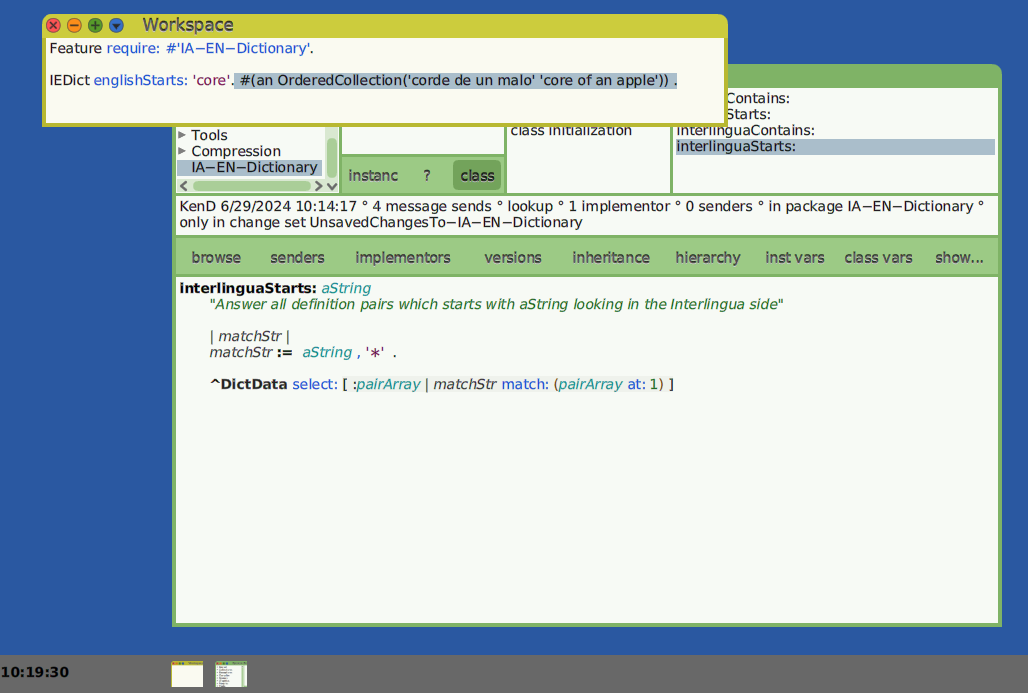 Workspace
Feature require: #'IA−EN−Dictionary'.
IEDict englishStarts: 'core'. #(an OrderedCollection('corde de un malo' 'core of an apple')) .
Contains:
Starts:
Tools
class initialization
interlinguaContains:
Compression
interlinguaStarts:
IA−EN−Dictionary
instanc ? class
KenD 6/29/2024 10:14:17 ° 4 message sends ° lookup ° 1 implementor ° 0 senders ° in package IA−EN−Dictionary °
only in change set UnsavedChangesTo−IA−EN−Dictionary
browse senders implementors versions inheritance hierarchy inst vars class vars show...
interlinguaStarts: aString
"Answer all definition pairs which starts with aString looking in the Interlingua side"
| matchStr |
matchStr := aString , '*' .
^DictData select: [ :pairArray | matchStr match: (pairArray at: 1) ]
10:19:30